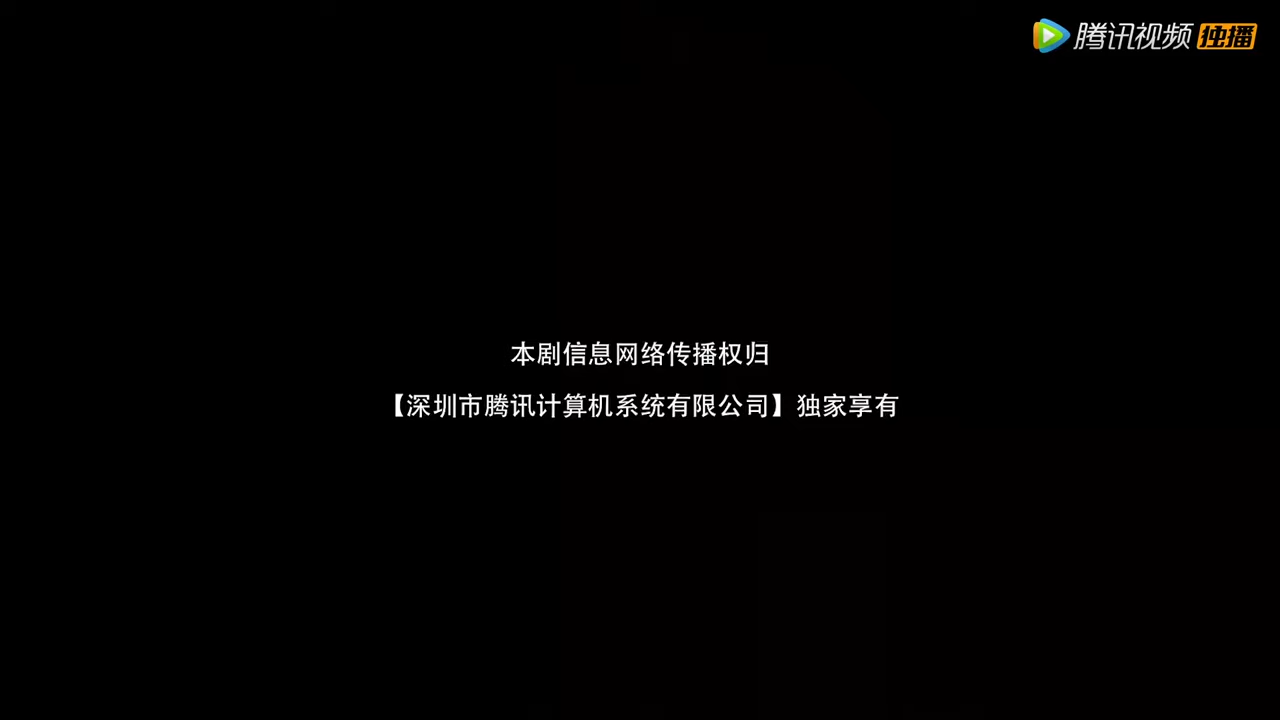 腾讯视频 独播
本剧信息网络传播权归
【深圳市腾讯计算机系统有限公司】独家享有